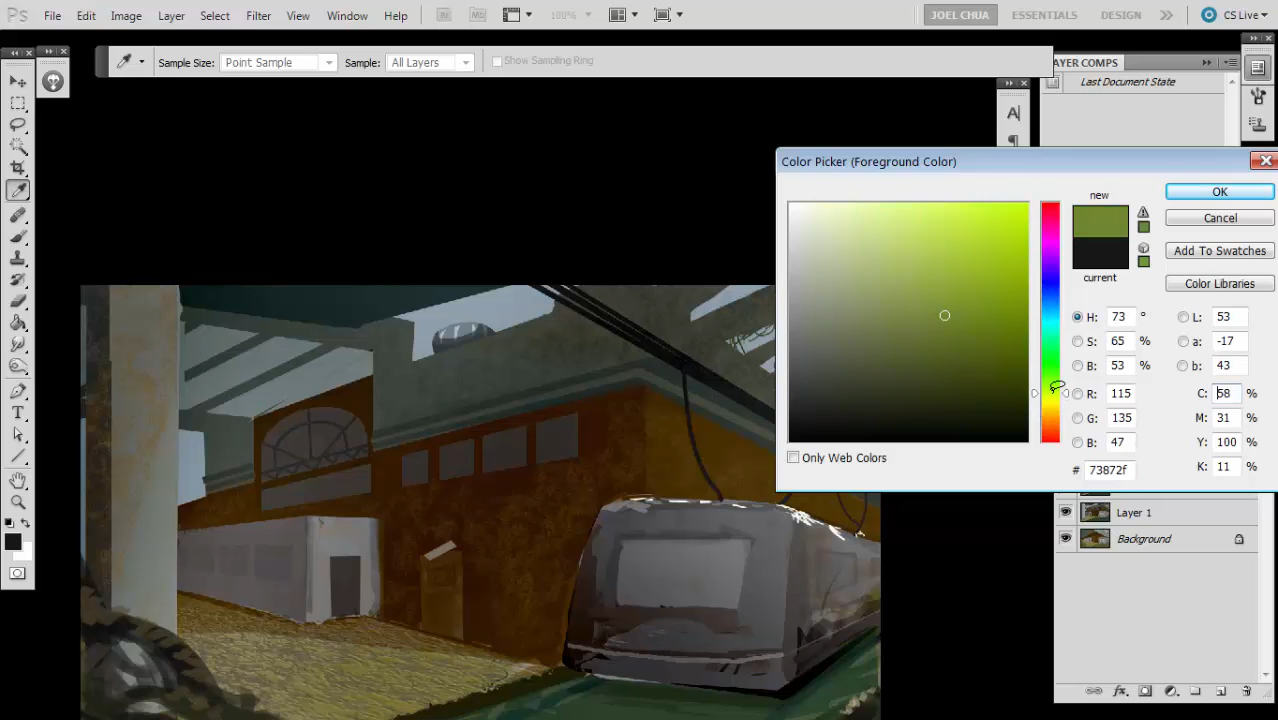 Ps File Edit Image Layer Select Filter View Window Help Br Mb 100% JOEL CHUA ESSENTIALS DESIGN CS Live
Sample Size: Point Sample Sample: All Layers Show Sampling Ring
AYER COMPS
Last Document State
A
Color Picker (Foreground Color)
new
current
OK
Cancel
Add To Swatches
Color Libraries
H: 73 ° L: 53
S: 65 % a: -17
B: 53 % b: 43
R: 115 C: 58 %
G: 135 M: 31 %
B: 47 Y: 100 %
# 73872f K: 11 %
Only Web Colors
Layer 1
Background
T
fx